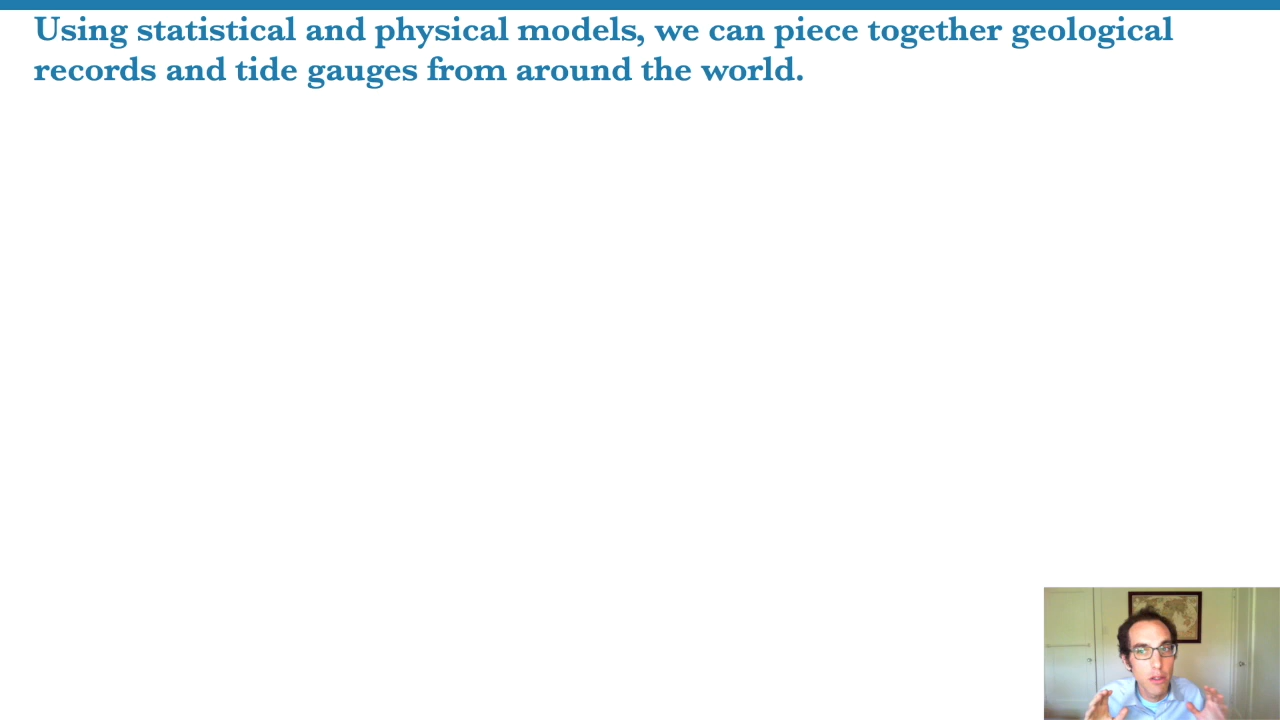 Using statistical and physical models, we can piece together geological
records and tide gauges from around the world.